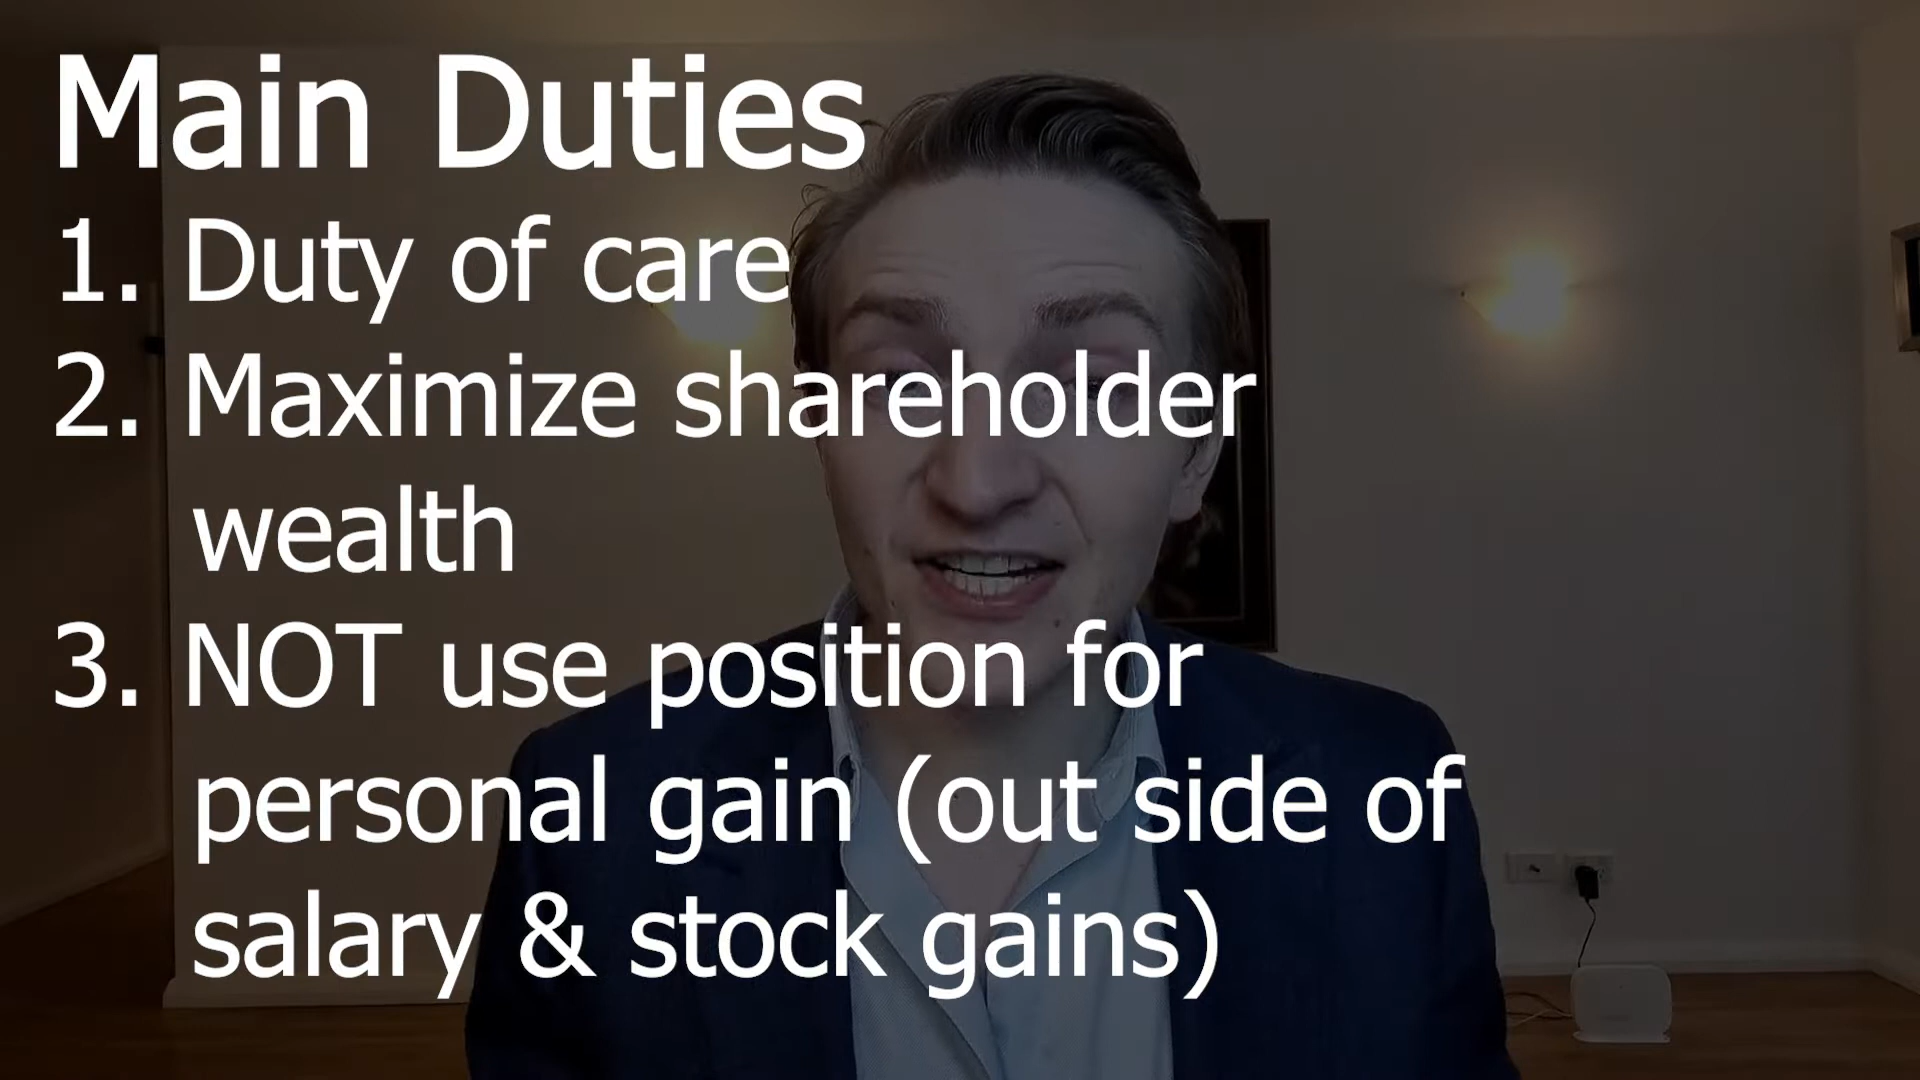 Main Duties
1. Duty of care
2. Maximize shareholder
wealth
3. NOT use position for
personal gain (out side of
salary & stock gains)